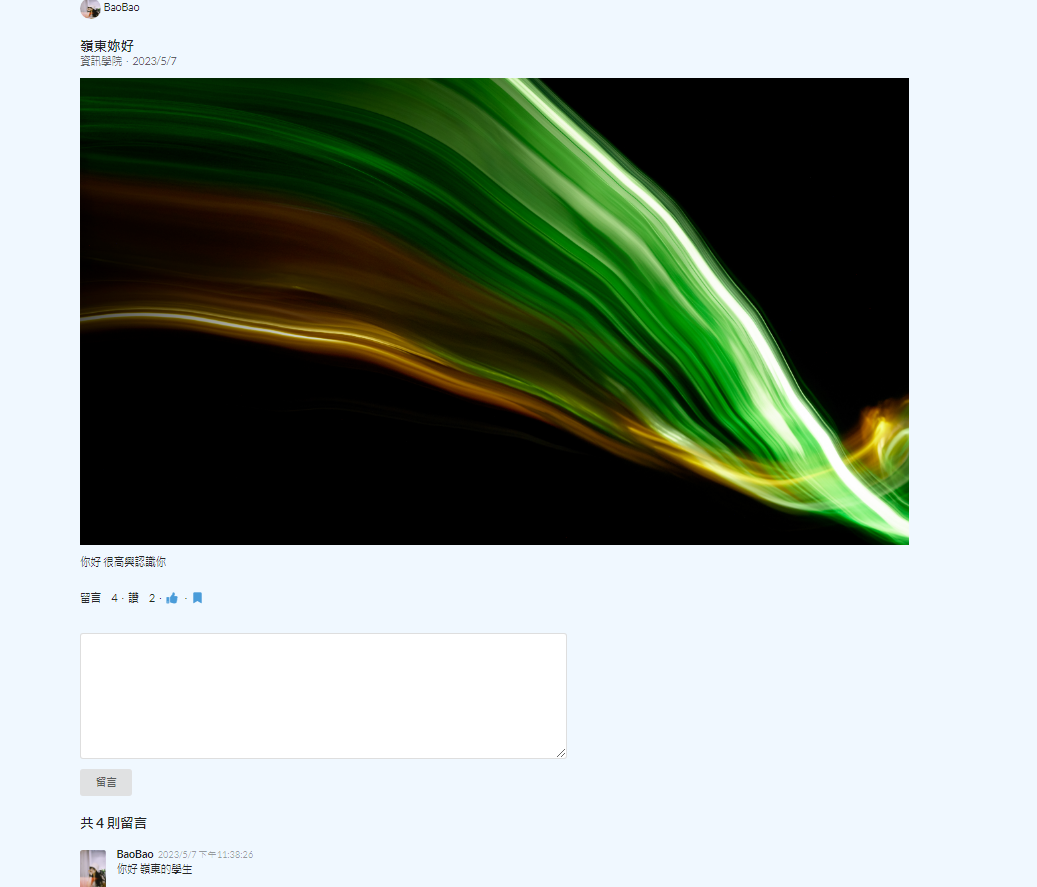 BaoBao
嶺東妳好
資訊學院 · 2023/5/7
你好 很高興認識你
留言 4 · 讚 2 · ·
留言
共 4 則留言
BaoBao 2023/5/7 下午11:38:26
你好 嶺東的學生